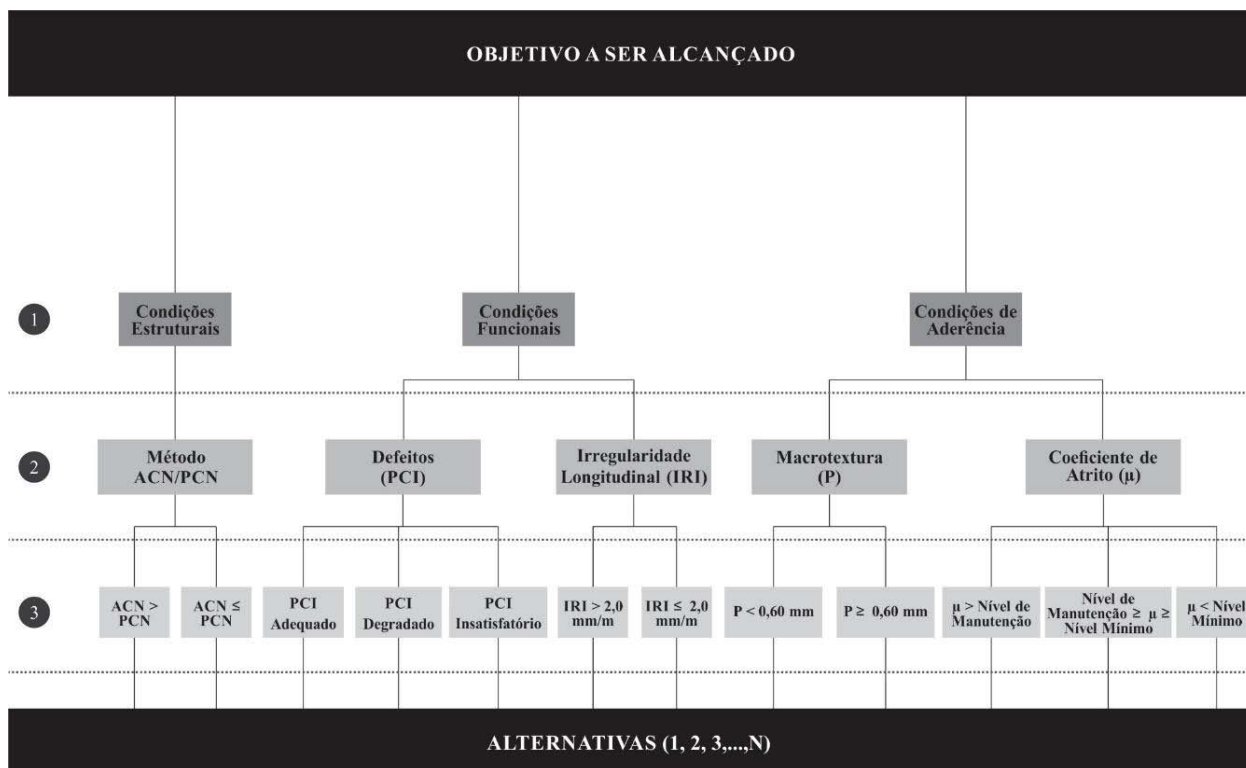 OBJETIVO A SER ALCANÇADO
1
Condições
Estruturais
Condições
Funcionais
Condições de
Aderência
2
Método
ACN/PCN
Defeitos
(PCI)
Irregularidade
Longitudinal (IRI)
Macrotextura
(P)
Coeficiente de
Atrito (µ)
3
ACN >
PCN
ACN ≤
PCN
PCI
Adequado
PCI
Degradado
PCI
Insatisfatório
IRI > 2,0
mm/m
IRI ≤ 2,0
mm/m
P < 0,60 mm
P ≥ 0,60 mm
µ > Nível de
Manutenção
Nível de
Manutenção ≥ µ ≥
Nível Mínimo
µ < Nível
Mínimo
ALTERNATIVAS (1, 2, 3,...,N)